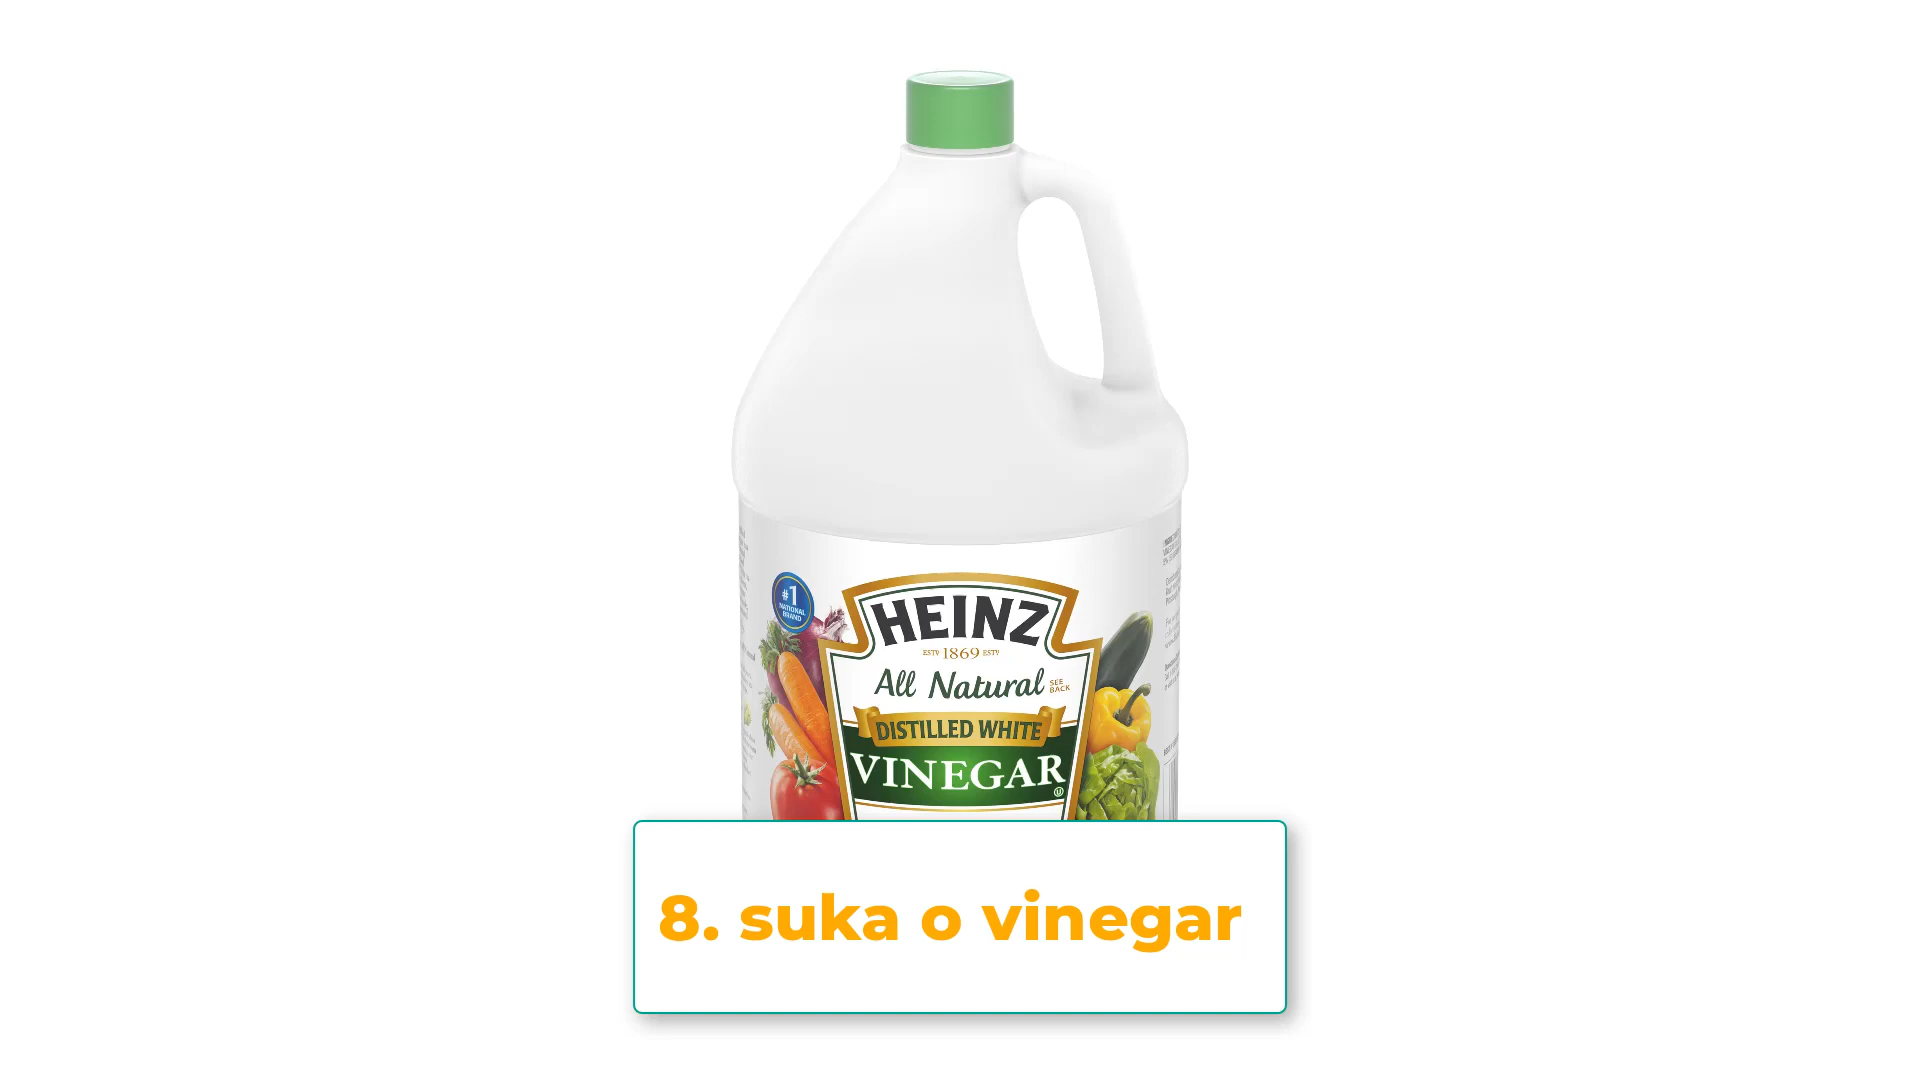 #1
NATIONAL
BRAND
HEINZ
ESTD 1869 ESTD
All Natural SEE
BACK
DISTILLED WHITE
VINEGAR
8. suka o vinegar